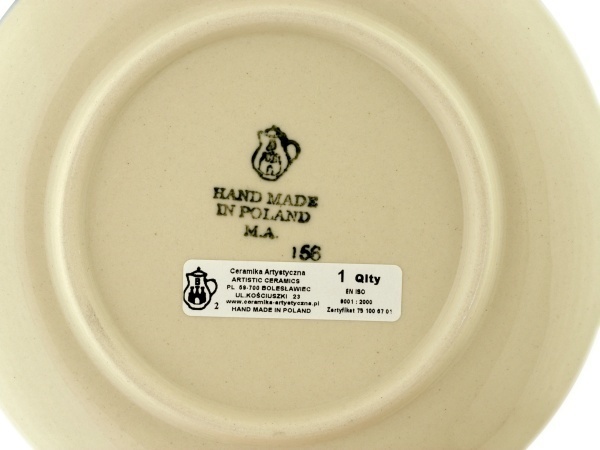 HAND MADE
IN POLAND
M.A.
156
Ceramika Artystyczna
ARTISTIC CERAMICS
PL 59-700 BOLESŁAWIEC
UL.KOŚCIUSZKI 23
www.ceramika-artystyczna.pl
HAND MADE IN POLAND
2
1 Qlty
EN ISO
9001 : 2000
Zertyfiket 75 100 67 01